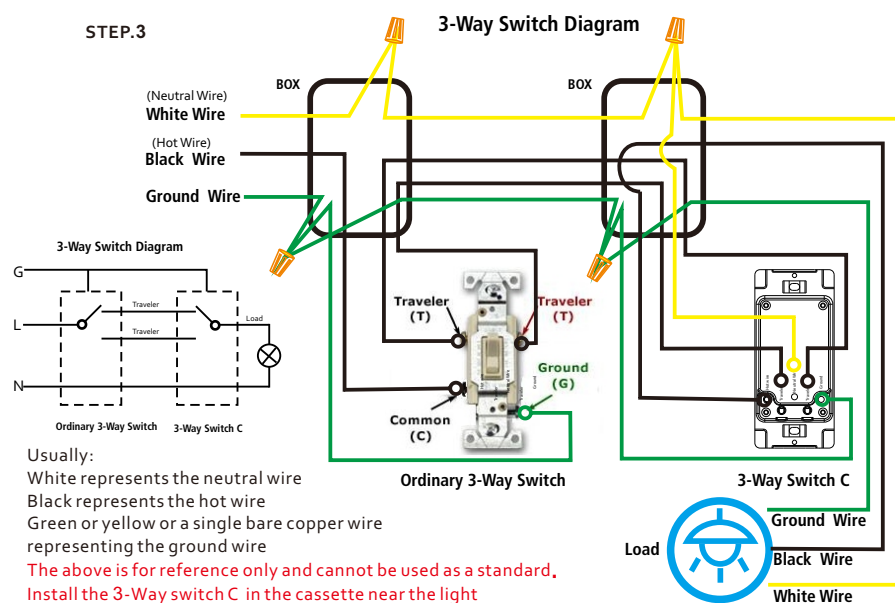 STEP.3
3-Way Switch Diagram
BOX
BOX
(Neutral Wire)
White Wire
(Hot Wire)
Black Wire
Ground Wire
3-Way Switch Diagram
G
Traveler
L
Load
Traveler
N
Ordinary 3-Way Switch
3-Way Switch C
Traveler
(T)
Traveler
(T)
Ground
(G)
Common
(C)
Ordinary 3-Way Switch
3-Way Switch C
Usually:
White represents the neutral wire
Black represents the hot wire
Green or yellow or a single bare copper wire
representing the ground wire
The above is for reference only and cannot be used as a standard.
Install the 3-Way switch C in the cassette near the light
Load
Ground Wire
Black Wire
White Wire